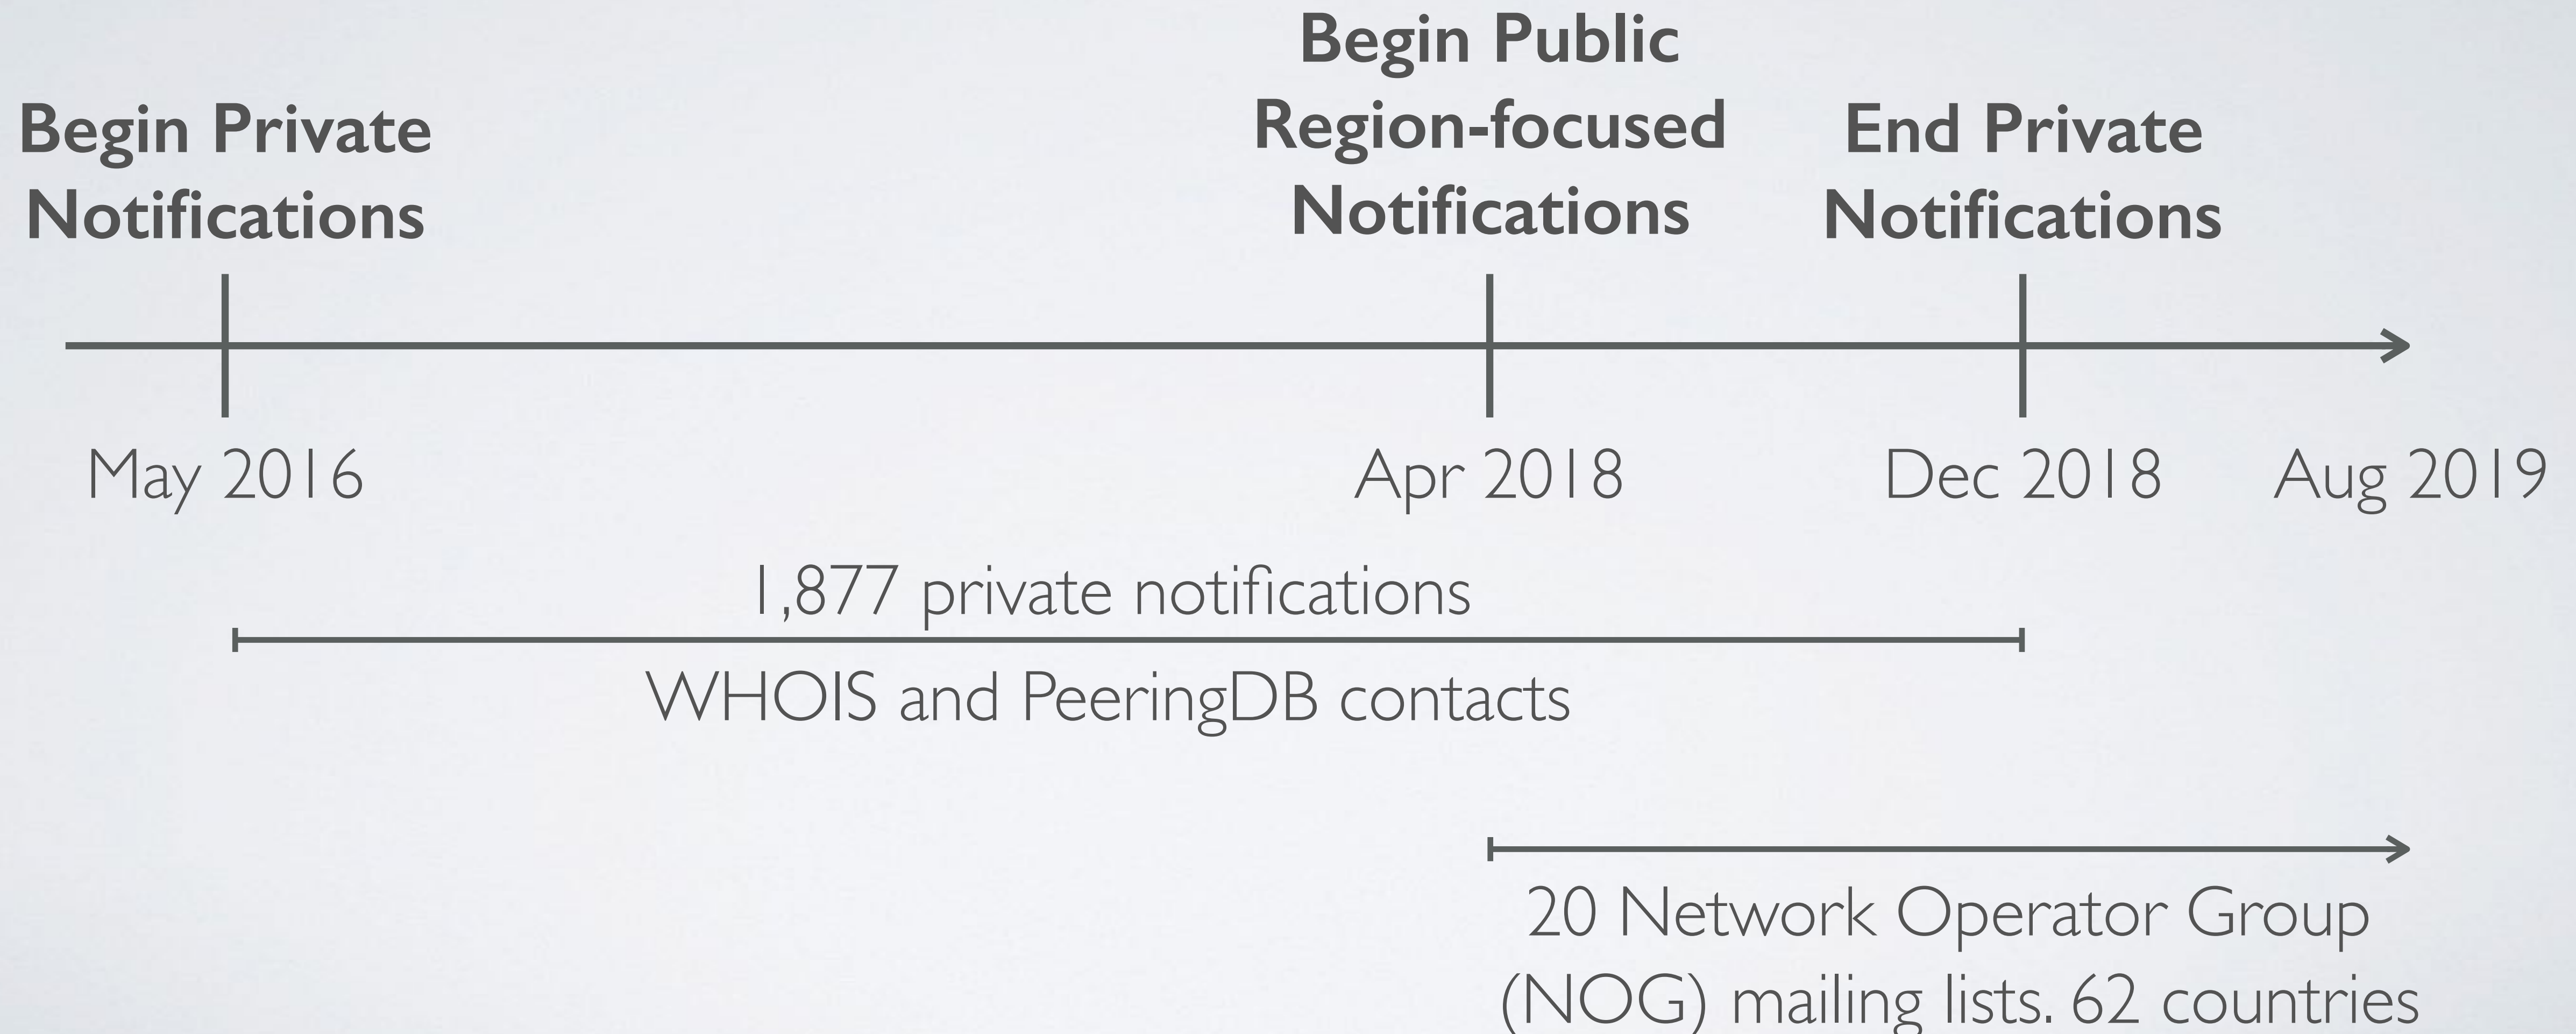 Begin Private
Notifications
Begin Public
Region-focused
Notifications
End Private
Notifications
May 2016
Apr 2018
Dec 2018
Aug 2019
1,877 private notifications
WHOIS and PeeringDB contacts
20 Network Operator Group
(NOG) mailing lists. 62 countries